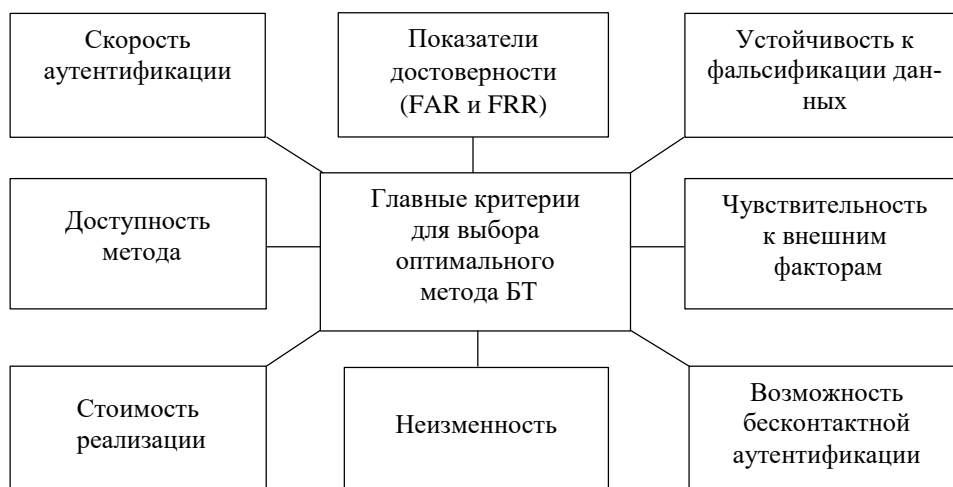 Скорость
аутентификации
Показатели
достоверности
(FAR и FRR)
Устойчивость к
фальсификации дан-
ных
Доступность
метода
Главные критерии
для выбора
оптимального
метода БТ
Чувствительность
к внешним
факторам
Стоимость
реализации
Неизменность
Возможность
бесконтактной
аутентификации